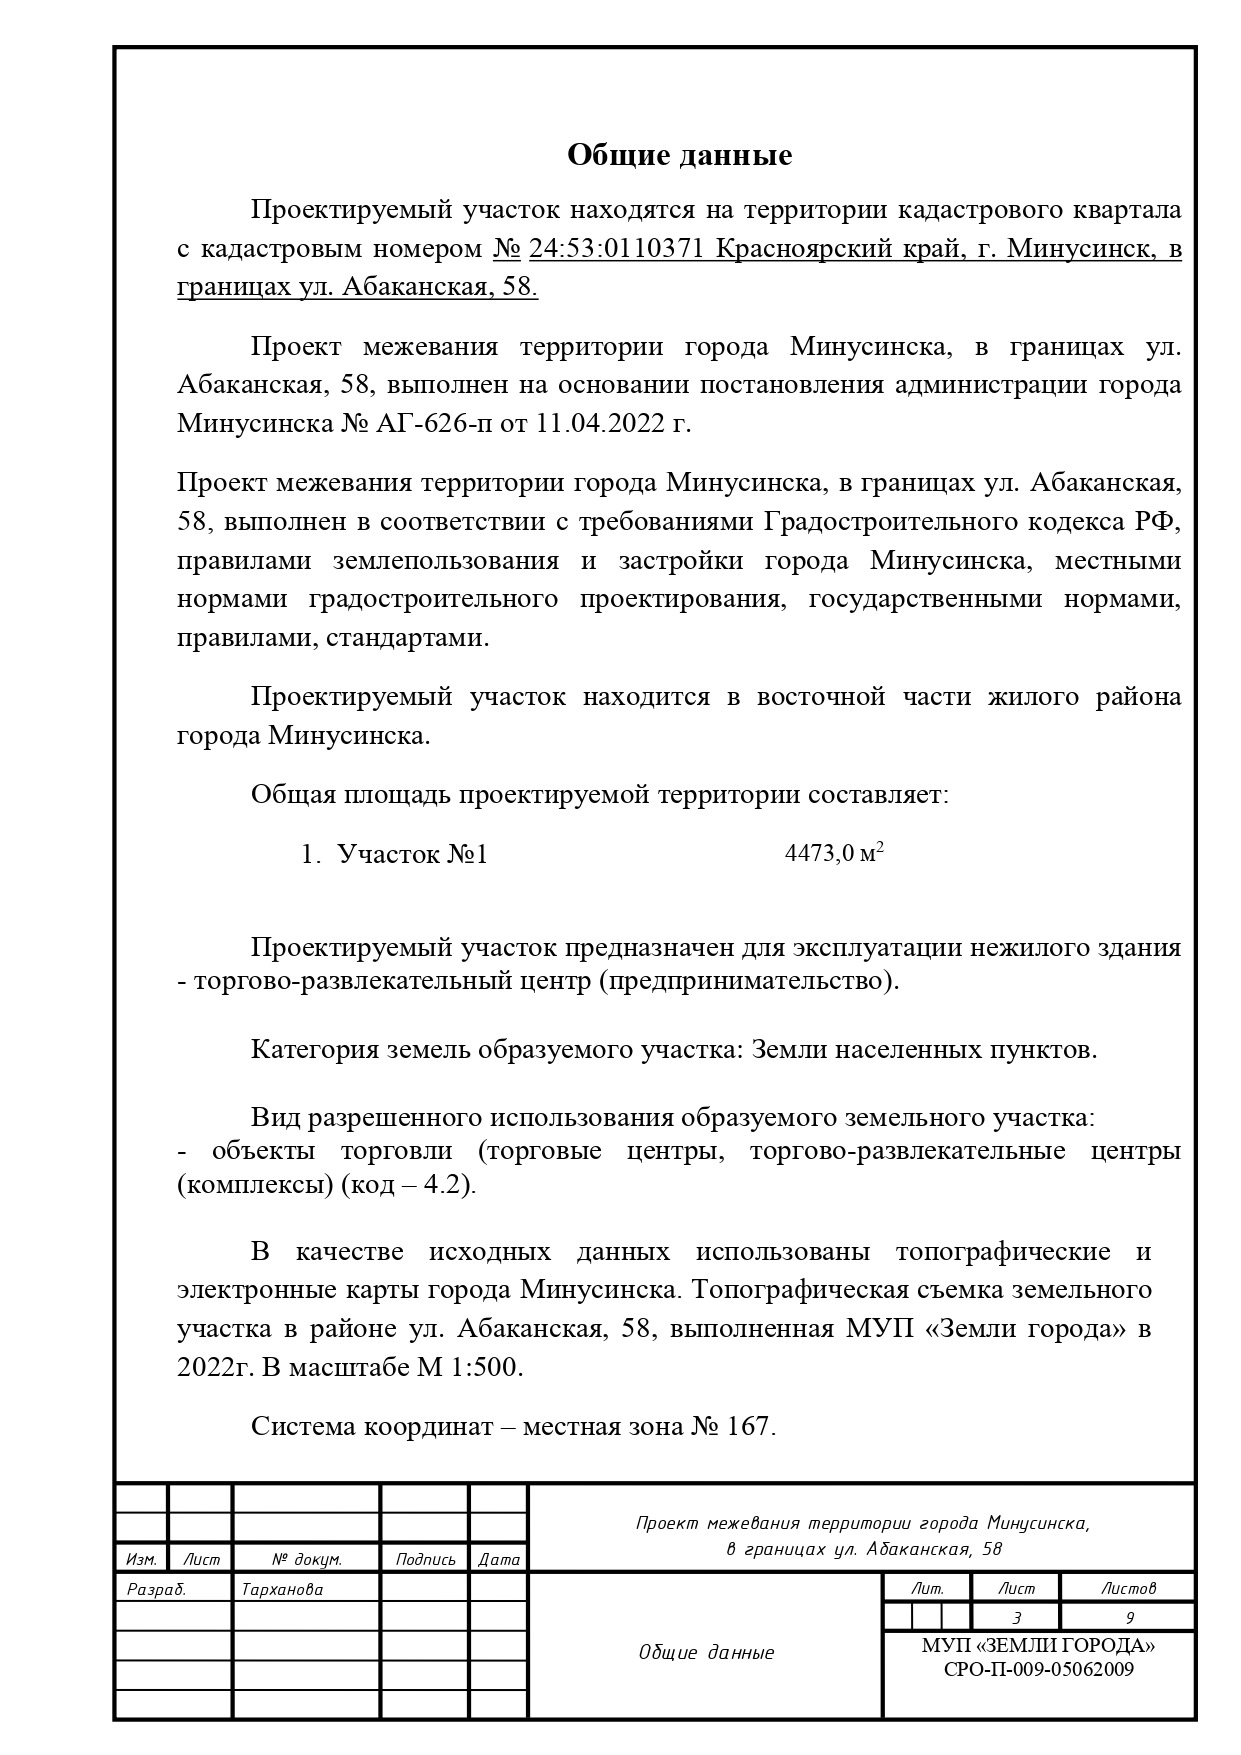 Общие данные
Проектируемый участок находятся на территории кадастрового квартала
с кадастровым номером № 24:53:0110371 Красноярский край, г. Минусинск, в
границах ул. Абаканская, 58.
Проект межевания территории города Минусинска, в границах ул.
Абаканская, 58, выполнен на основании постановления администрации города
Минусинска № АГ-626-п от 11.04.2022 г.
Проект межевания территории города Минусинска, в границах ул. Абаканская,
58, выполнен в соответствии с требованиями Градостроительного кодекса РФ,
правилами землепользования и застройки города Минусинска, местными
нормами градостроительного проектирования, государственными нормами,
правилами, стандартами.
Проектируемый участок находится в восточной части жилого района
города Минусинска.
Общая площадь проектируемой территории составляет:
1. Участок №1 4473,0 м²
Проектируемый участок предназначен для эксплуатации нежилого здания
- торгово-развлекательный центр (предпринимательство).
Категория земель образуемого участка: Земли населенных пунктов.
Вид разрешенного использования образуемого земельного участка:
- объекты торговли (торговые центры, торгово-развлекательные центры
(комплексы) (код – 4.2).
В качестве исходных данных использованы топографические и
электронные карты города Минусинска. Топографическая съемка земельного
участка в районе ул. Абаканская, 58, выполненная МУП «Земли города» в
2022г. В масштабе М 1:500.
Система координат – местная зона № 167.
Проект межевания территории города Минусинска,
в границах ул. Абаканская, 58
Изм. Лист № докум. Подпись Дата
Разраб. Тарханова
Лит. Лист Листов
3 9
Общие данные
МУП «ЗЕМЛИ ГОРОДА»
СРО-П-009-05062009